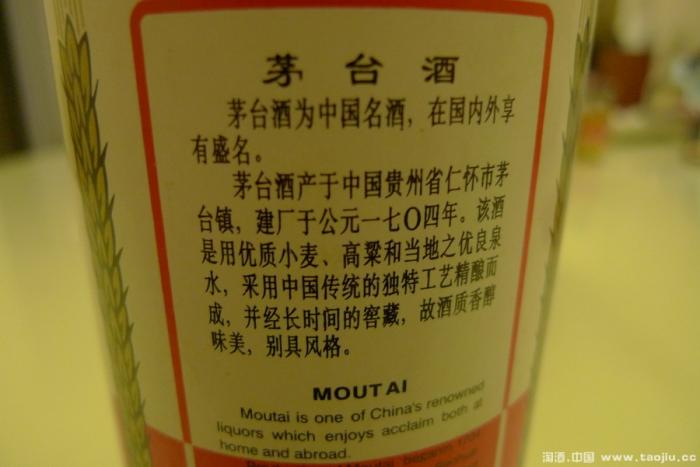 茅台酒
茅台酒为中国名酒，在国内外享
有盛名。
茅台酒产于中国贵州省仁怀市茅
台镇，建厂于公元一七〇四年。该酒
是用优质小麦、高粱和当地之优良泉
水，采用中国传统的独特工艺精酿而
成，并经长时间的窖藏，故酒质香醇
味美，别具风格。
MOUTAI
Moutai is one of China's renowned
liquors which enjoys acclaim both at
home and abroad.
Moutai, 1704
淘酒.中国 www.taojiu.cc